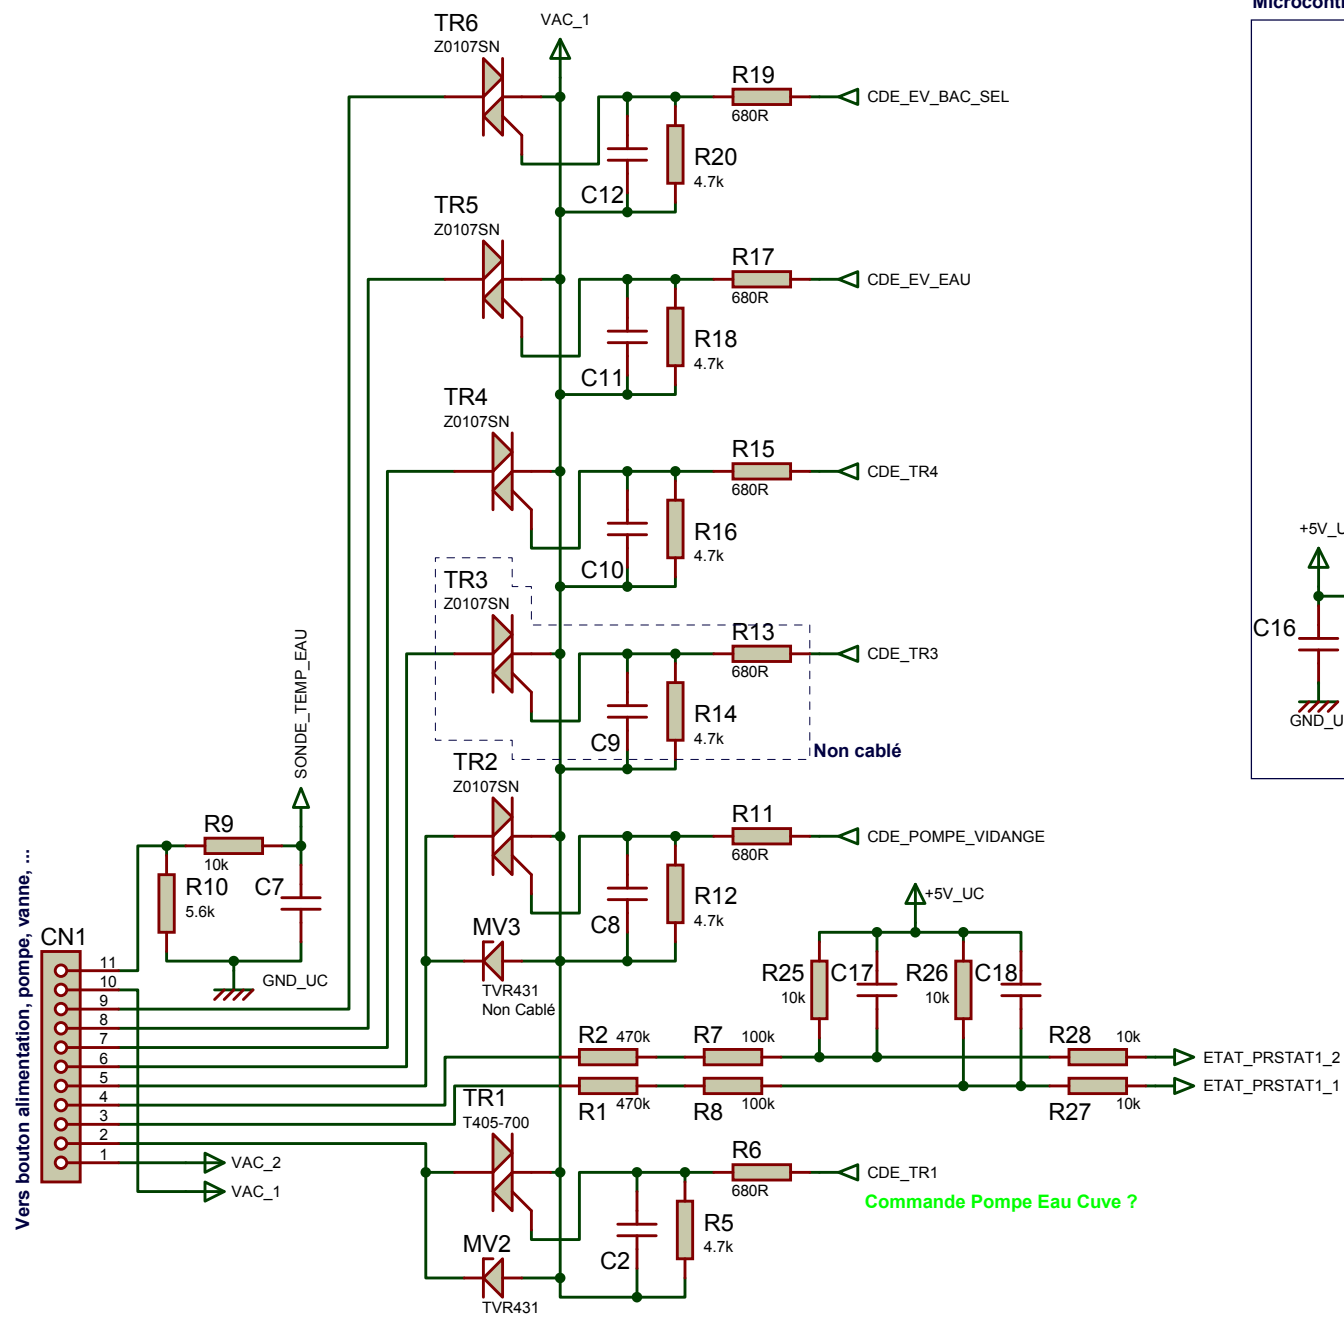 Microcont
TR6
Z0107SN
VAC_1
R19
680R
CDE_EV_BAC_SEL
R20
4.7k
C12
TR5
Z0107SN
R17
680R
CDE_EV_EAU
R18
4.7k
C11
TR4
Z0107SN
R15
680R
CDE_TR4
R16
4.7k
C10
TR3
Z0107SN
R13
680R
CDE_TR3
R14
4.7k
C9
Non cablé
+5V_U
C16
GND_U
SONDE_TEMP_EAU
TR2
Z0107SN
R11
680R
CDE_POMPE_VIDANGE
R12
4.7k
C8
R9
10k
R10
5.6k
C7
GND_UC
MV3
TVR431
Non Cablé
+5V_UC
R25
10k
C17
R26
10k
C18
Vers bouton alimentation, pompe, vanne, ...
CN1
11
10
9
8
7
6
5
4
3
2
1
VAC_2
VAC_1
R2 470k
R7 100k
R28 10k
ETAT_PRSTAT1_2
R1 470k
R8 100k
R27 10k
ETAT_PRSTAT1_1
TR1
T405-700
R6
680R
CDE_TR1
Commande Pompe Eau Cuve ?
R5
4.7k
C2
MV2
TVR431